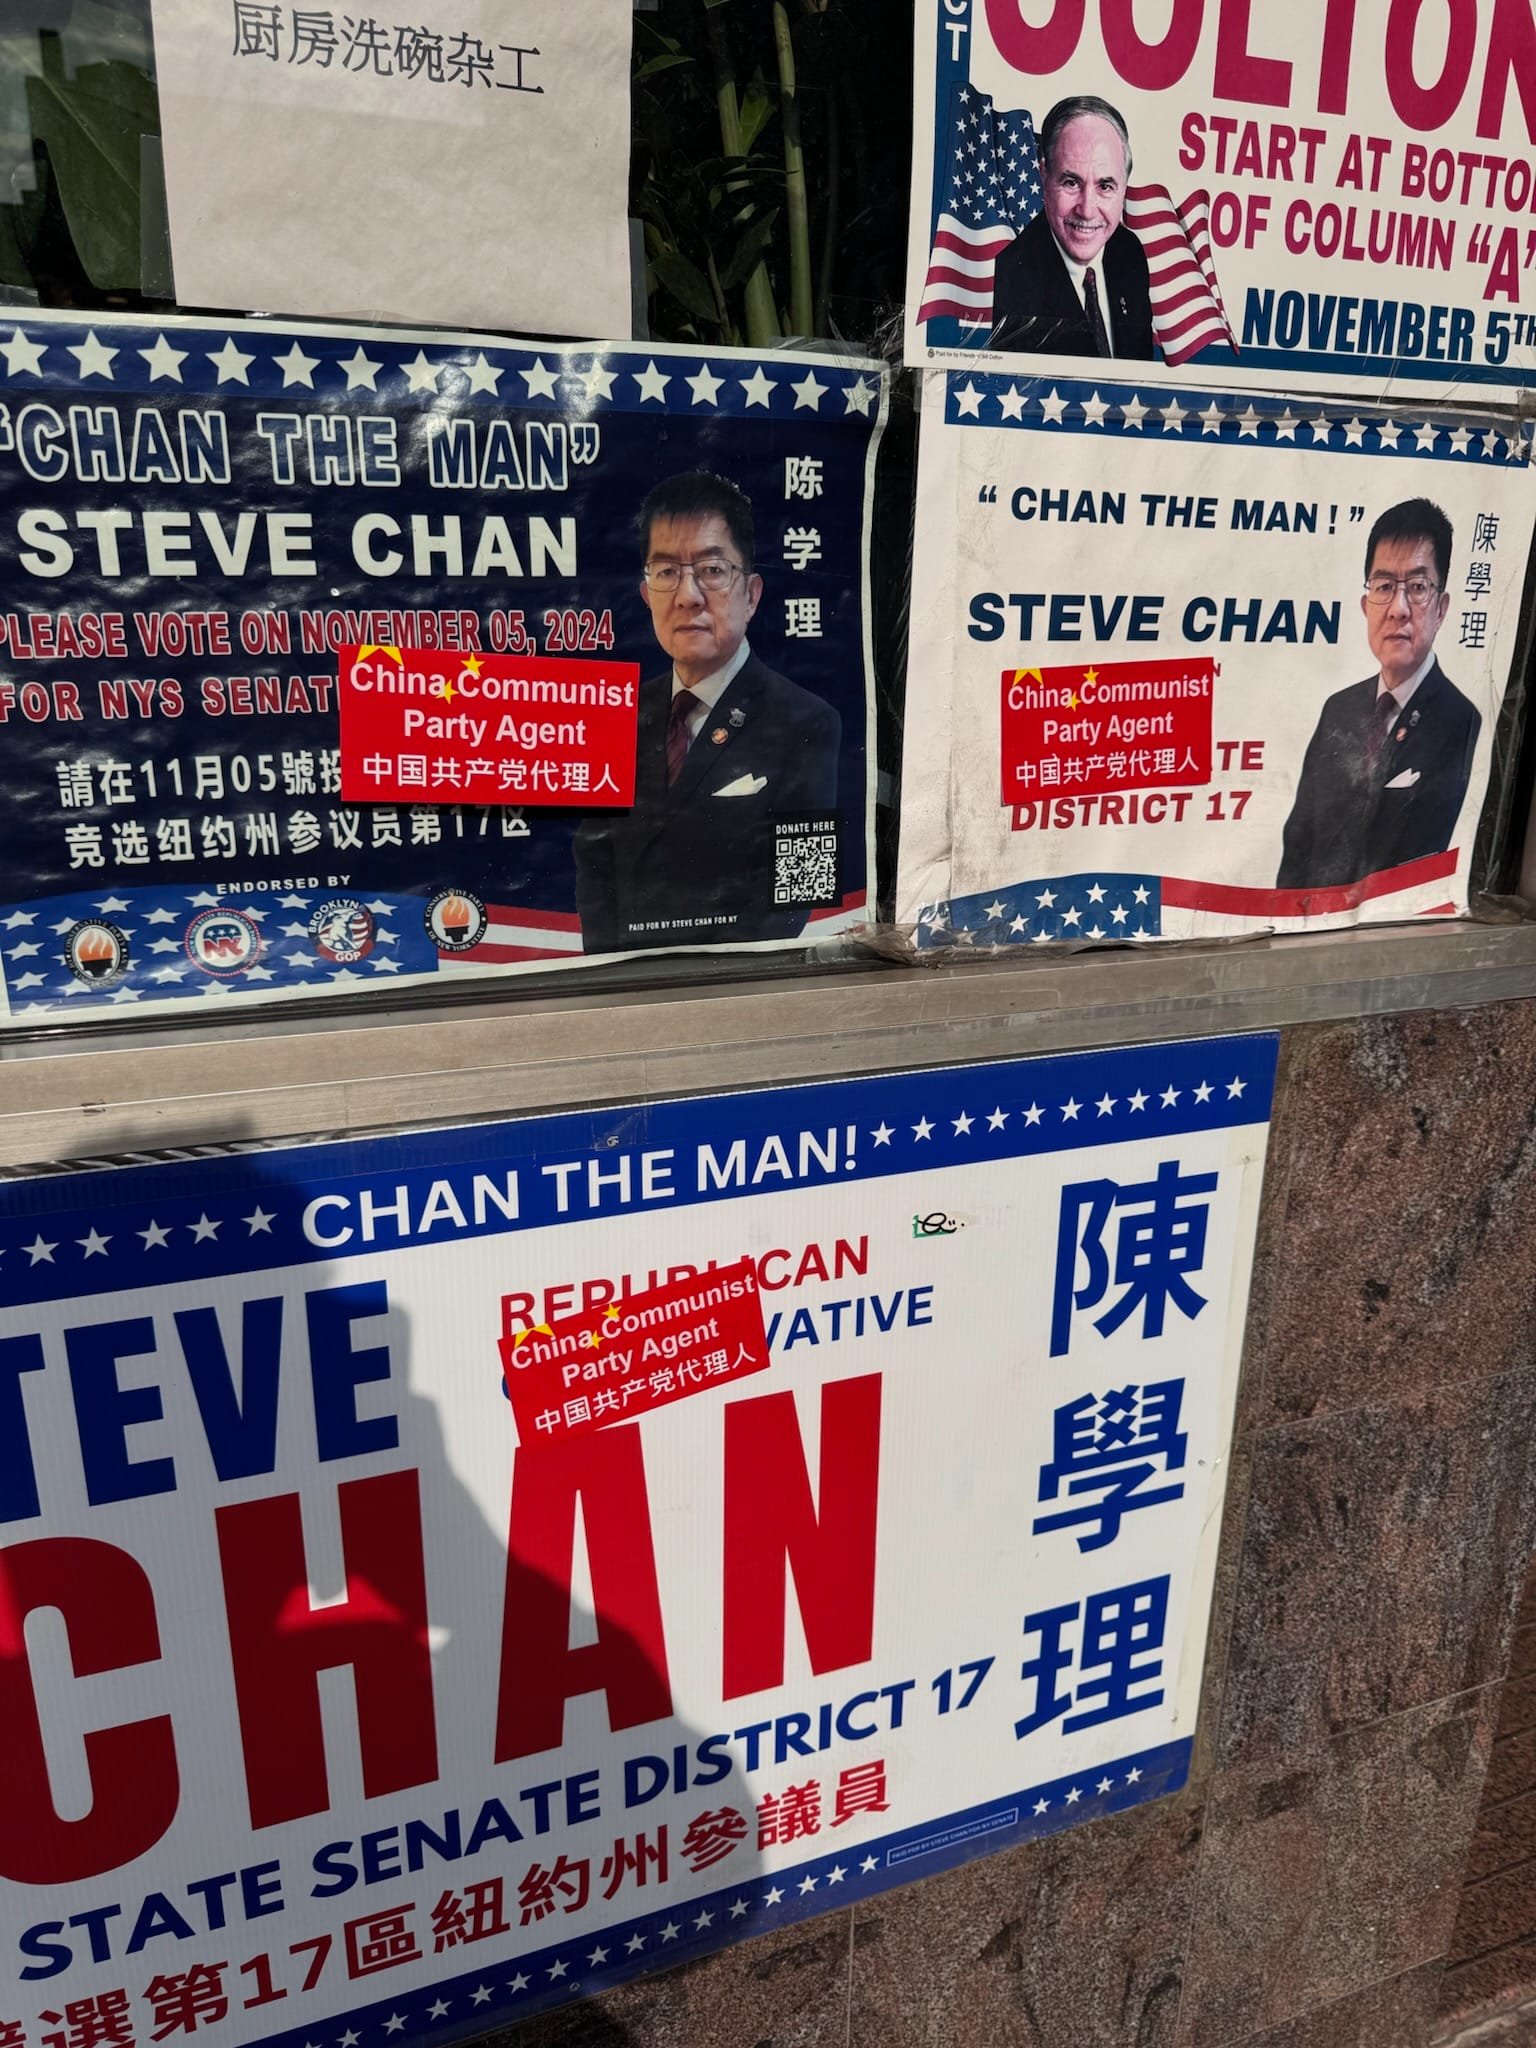 厨房洗碗杂工
CT
COLTON
START AT BOTTO
OF COLUMN “A”
NOVEMBER 5TH
Paid for by Friends of Bill Colton
“CHAN THE MAN”
STEVE CHAN
PLEASE VOTE ON NOVEMBER 05, 2024
FOR NYS SENAT
China Communist
Party Agent
中国共产党代理人
請在11月05號投
竞选纽约州参议员第17区
ENDORSED BY
BROOKLYN
GOP
CONSERVATIVE PARTY
OF NEW YORK STATE
陈学理
DONATE HERE
PAID FOR BY STEVE CHAN FOR NY
“ CHAN THE MAN ! ”
STEVE CHAN
陳學理
N
China Communist
Party Agent
中国共产党代理人
TE
DISTRICT 17
CHAN THE MAN!
REPUBLICAN
VATIVE
China Communist
Party Agent
中国共产党代理人
TEVE
CHAN
陳學理
STATE SENATE DISTRICT 17
競選第17區紐約州參議員
PAID FOR BY STEVE CHAN FOR NY SENATE